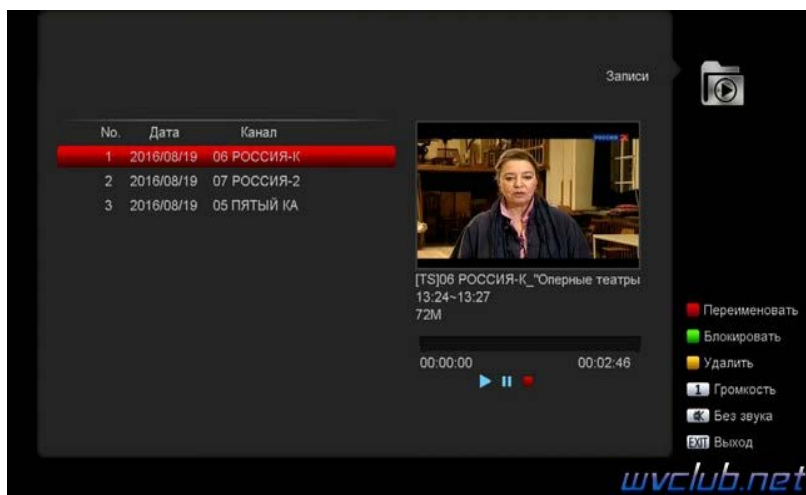 Записи
No. Дата Канал
1 2016/08/19 06 РОССИЯ-К
2 2016/08/19 07 РОССИЯ-2
3 2016/08/19 05 ПЯТЫЙ КА
РОССИЯ К
[TS]06 РОССИЯ-К_"Оперные театры
13:24~13:27
72M
00:00:00 00:02:46
Переименовать
Блокировать
Удалить
1 Громкость
Без звука
EXIT Выход
wvclub.net